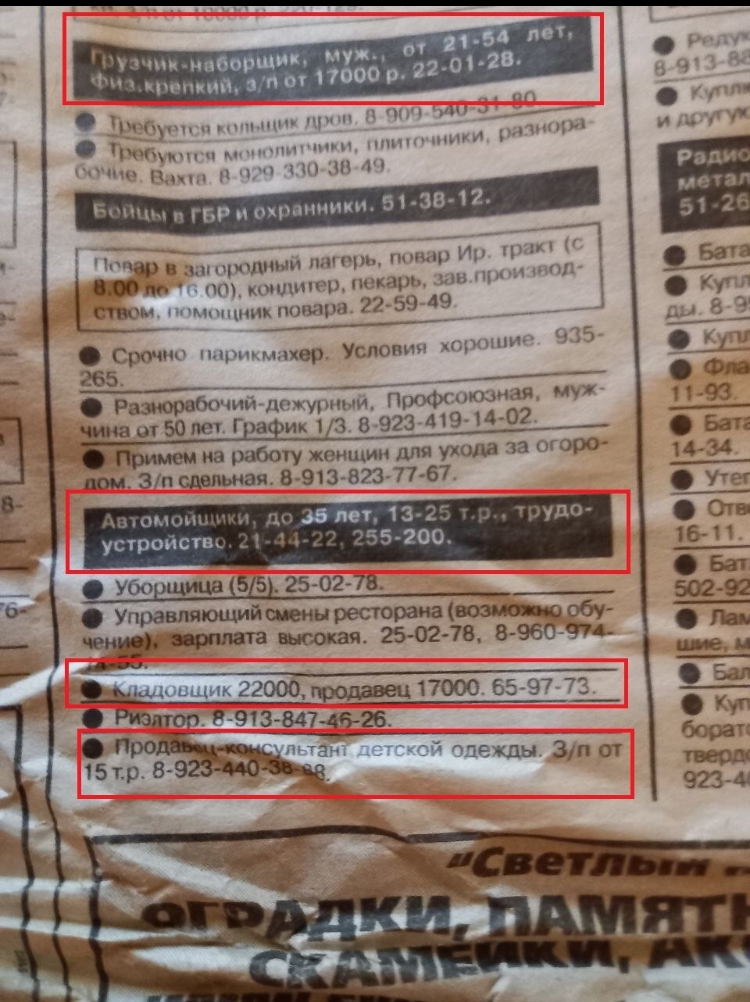 Грузчик-наборщик, муж., от 21-54 лет,
физ.крепкий, з/п от 17000 р. 22-01-28.
Требуется кольщик дров. 8-909-540-31-80
Требуются монолитчики, плиточники, разнора-
бочие. Вахта. 8-929-330-38-49.
Бойцы в ГБР и охранники. 51-38-12.
Повар в загородный лагерь, повар Ир. тракт (с
8.00 до 16.00), кондитер, пекарь, зав.производ-
ством, помощник повара. 22-59-49.
Срочно парикмахер. Условия хорошие. 935-
265.
Разнорабочий-дежурный, Профсоюзная, муж-
чина от 50 лет. График 1/3. 8-923-419-14-02.
Примем на работу женщин для ухода за огоро-
дом. З/п сдельная. 8-913-823-77-67.
Автомойщики, до 35 лет, 13-25 т.р., трудо-
устройство. 21-44-22, 255-200.
Уборщица (5/5). 25-02-78.
Управляющий смены ресторана (возможно обу-
чение), зарплата высокая. 25-02-78, 8-960-974-
Кладовщик 22000, продавец 17000. 65-97-73.
Риэлтор. 8-913-847-46-26.
Продавец-консультант детской одежды. З/п от
15 т.р. 8-923-440-38-88.
8-913-88
и
Радио
метал
51-26
Бата
Купл
ды. 8-9
Купл
Фла
11-93.
Бата
14-34.
Утег
Отв
16-11.
Бат
502-92
Лам
шие, м
Бал
Куп
борато
твердо
923-4
"Светлый
ОГРАДКИ, ПАМЯТ
СКАМЕЙКИ,